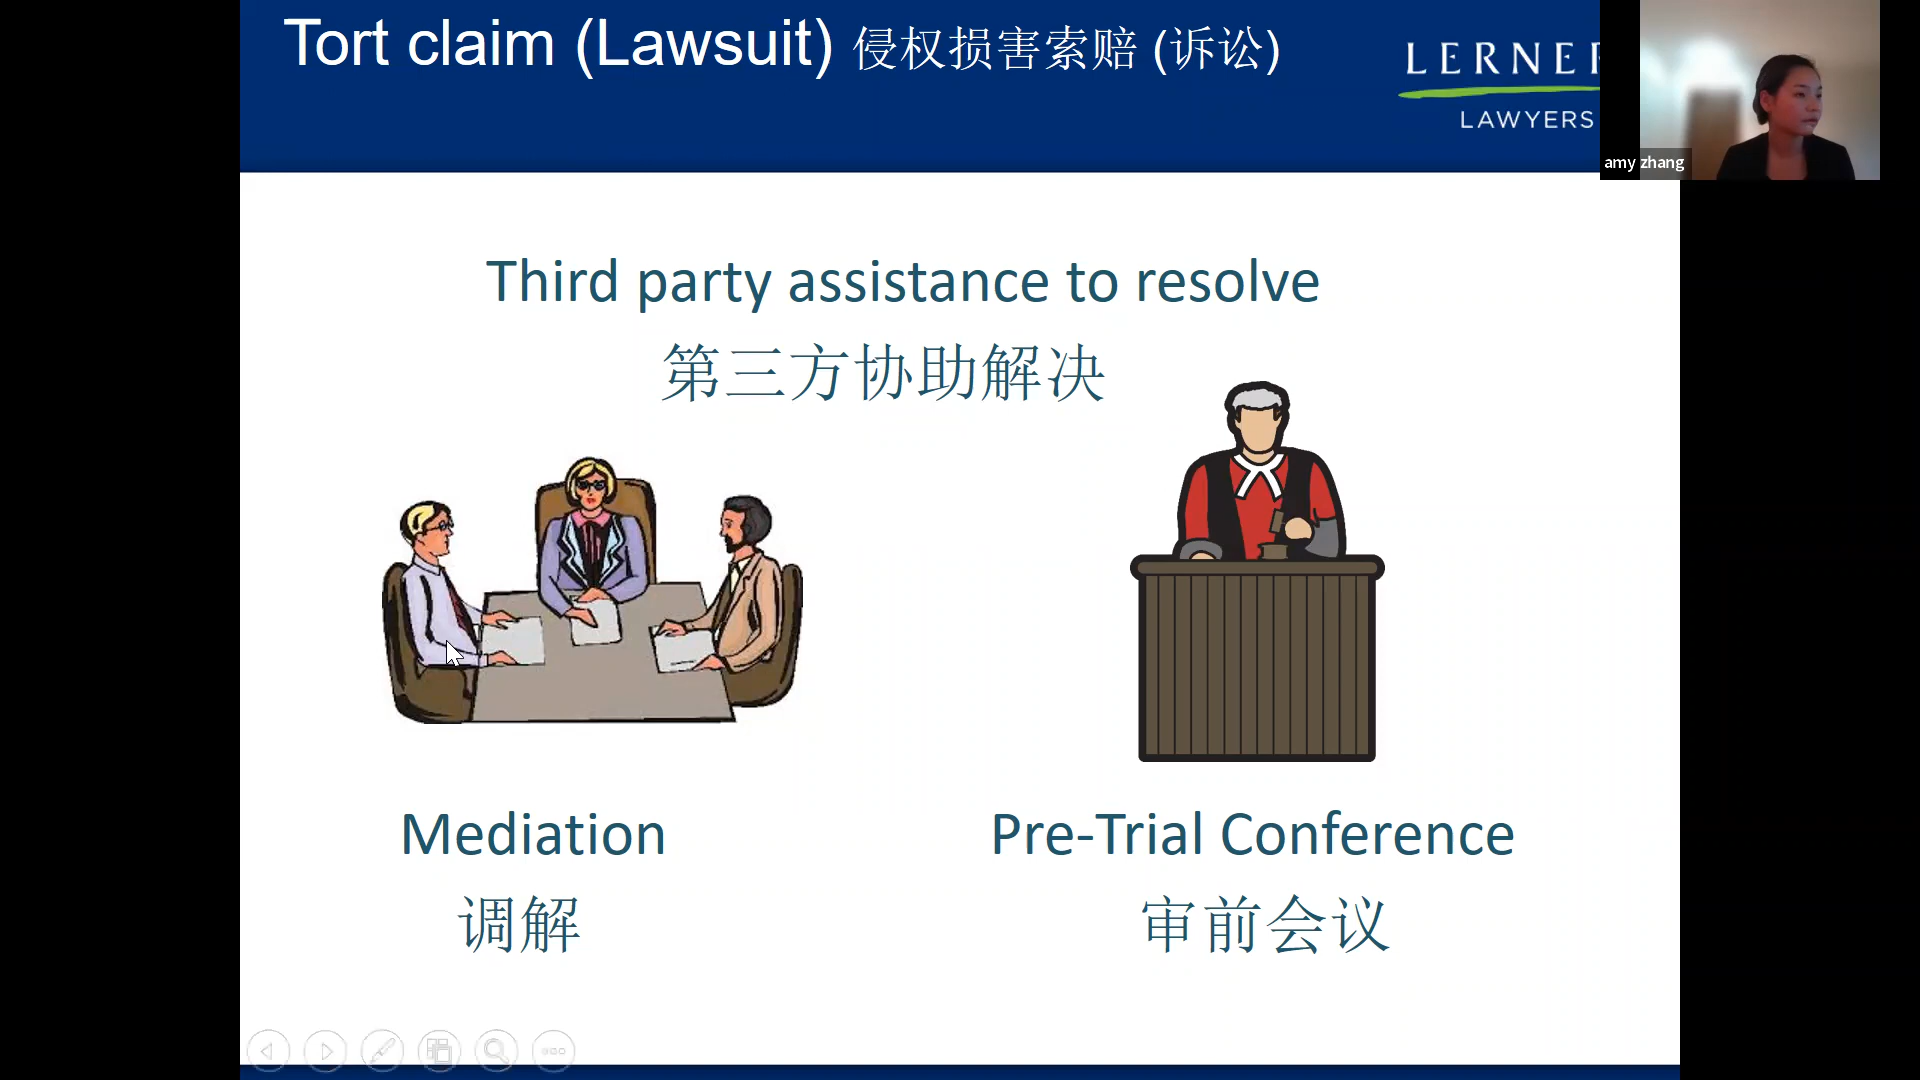 Tort claim (Lawsuit) 侵权损害索赔 (诉讼)
LERNER
LAWYERS
amy zhang
Third party assistance to resolve
第三方协助解决
Mediation
调解
Pre-Trial Conference
审前会议